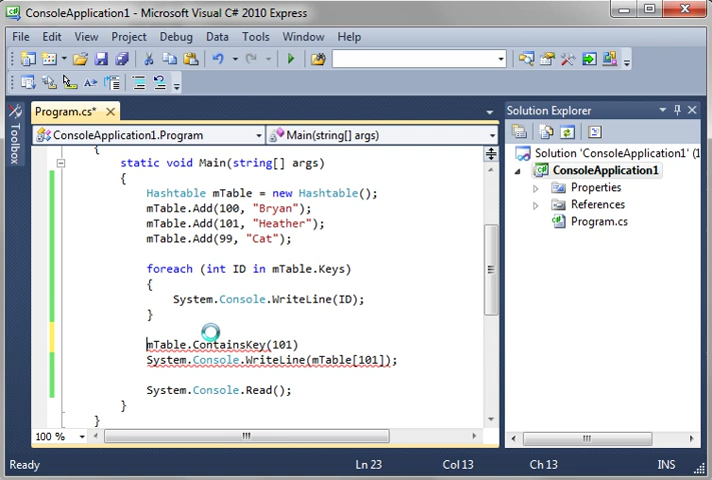 ConsoleApplication1 - Microsoft Visual C# 2010 Express
File Edit View Project Debug Data Tools Window Help
Program.cs*
ConsoleApplication1.Program
Main(string[] args)
{
static void Main(string[] args)
{
Hashtable mTable = new Hashtable();
mTable.Add(100, "Bryan");
mTable.Add(101, "Heather");
mTable.Add(99, "Cat");
foreach (int ID in mTable.Keys)
{
System.Console.WriteLine(ID);
}
mTable.ContainsKey(101)
System.Console.WriteLine(mTable[101]);
System.Console.Read();
}
}
100 %
Toolbox
Solution Explorer
Solution 'ConsoleApplication1' (1
ConsoleApplication1
Properties
References
Program.cs
Ready
Ln 23
Col 13
Ch 13
INS